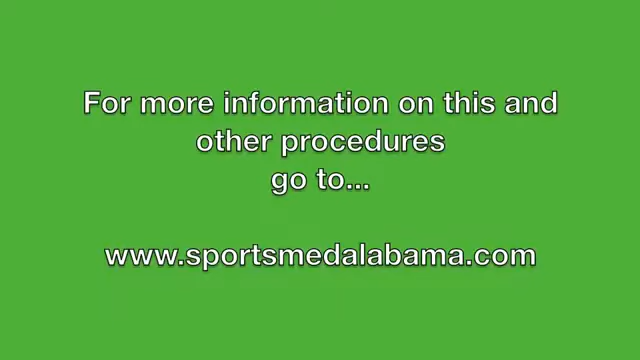 For more information on this and
other procedures
go to...
www.sportsmedalabama.com